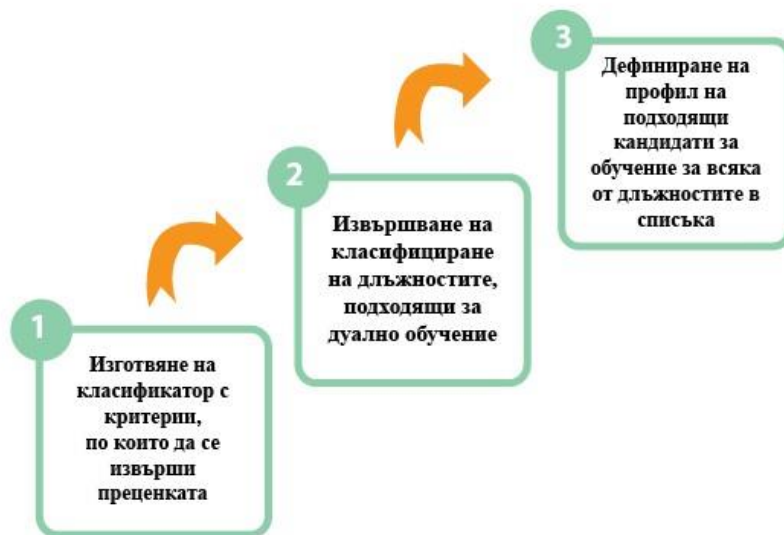 1
Изготвяне на
класификатор с
критерии,
по които да се
извърши
преценката
2
Извършване на
класифициране
на длъжностите,
подходящи за
дуално обучение
3
Дефиниране на
профил на
подходящи
кандидати за
обучение за всяка
от длъжностите в
списъка